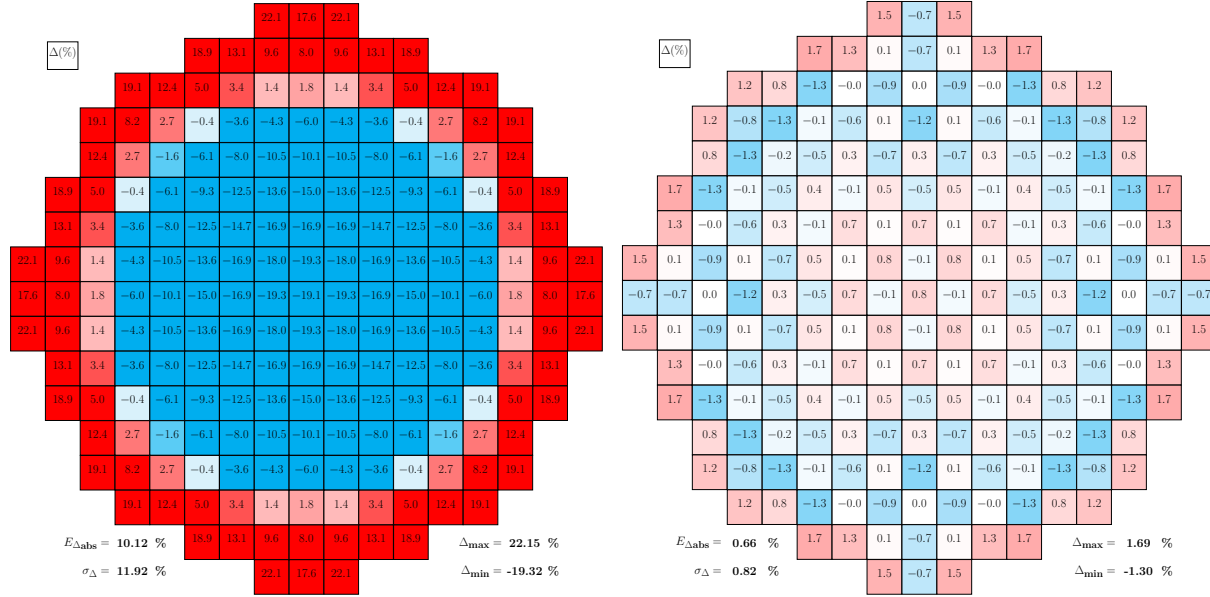 22.1 17.6 22.1
Δ(%)
18.9 13.1 9.6 8.0 9.6 13.1 18.9
19.1 12.4 5.0 3.4 1.4 1.8 1.4 3.4 5.0 12.4 19.1
19.1 8.2 2.7 −0.4 −3.6 −4.3 −6.0 −4.3 −3.6 −0.4 2.7 8.2 19.1
12.4 2.7 −1.6 −6.1 −8.0 −10.5 −10.1 −10.5 −8.0 −6.1 −1.6 2.7 12.4
18.9 5.0 −0.4 −6.1 −9.3 −12.5 −13.6 −15.0 −13.6 −12.5 −9.3 −6.1 −0.4 5.0 18.9
13.1 3.4 −3.6 −8.0 −12.5 −14.7 −16.9 −16.9 −16.9 −14.7 −12.5 −8.0 −3.6 3.4 13.1
22.1 9.6 1.4 −4.3 −10.5 −13.6 −16.9 −18.0 −19.3 −18.0 −16.9 −13.6 −10.5 −4.3 1.4 9.6 22.1
17.6 8.0 1.8 −6.0 −10.1 −15.0 −16.9 −19.3 −19.3 −19.3 −16.9 −15.0 −10.1 −6.0 1.8 8.0 17.6
22.1 9.6 1.4 −4.3 −10.5 −13.6 −16.9 −18.0 −19.3 −18.0 −16.9 −13.6 −10.5 −4.3 1.4 9.6 22.1
13.1 3.4 −3.6 −8.0 −12.5 −14.7 −16.9 −16.9 −16.9 −14.7 −12.5 −8.0 −3.6 3.4 13.1
18.9 5.0 −0.4 −6.1 −9.3 −12.5 −13.6 −15.0 −13.6 −12.5 −9.3 −6.1 −0.4 5.0 18.9
12.4 2.7 −1.6 −6.1 −8.0 −10.5 −10.1 −10.5 −8.0 −6.1 −1.6 2.7 12.4
19.1 8.2 2.7 −0.4 −3.6 −4.3 −6.0 −4.3 −3.6 −0.4 2.7 8.2 19.1
19.1 12.4 5.0 3.4 1.4 1.8 1.4 3.4 5.0 12.4 19.1
18.9 13.1 9.6 8.0 9.6 13.1 18.9
22.1 17.6 22.1
EΔabs = 10.12 %
σΔ = 11.92 %
Δmax = 22.15 %
Δmin = -19.32 %
1.5 −0.7 1.5
Δ(%)
1.7 1.3 0.1 −0.7 0.1 1.3 1.7
1.2 0.8 −1.3 −0.0 −0.9 0.0 −0.9 −0.0 −1.3 0.8 1.2
1.2 −0.8 −1.3 −0.1 −0.6 0.1 −1.2 0.1 −0.6 −0.1 −1.3 −0.8 1.2
0.8 −1.3 −0.2 −0.5 0.3 −0.7 0.3 −0.7 0.3 −0.5 −0.2 −1.3 0.8
1.7 −1.3 −0.1 −0.5 0.4 −0.1 0.5 −0.5 0.5 −0.1 0.4 −0.5 −0.1 −1.3 1.7
1.3 −0.0 −0.6 0.3 −0.1 0.7 0.1 0.7 0.1 0.7 −0.1 0.3 −0.6 −0.0 1.3
1.5 0.1 −0.9 0.1 −0.7 0.5 0.1 0.8 −0.1 0.8 0.1 0.5 −0.7 0.1 −0.9 0.1 1.5
−0.7 −0.7 0.0 −1.2 0.3 −0.5 0.7 −0.1 0.8 −0.1 0.7 −0.5 0.3 −1.2 0.0 −0.7 −0.7
1.5 0.1 −0.9 0.1 −0.7 0.5 0.1 0.8 −0.1 0.8 0.1 0.5 −0.7 0.1 −0.9 0.1 1.5
1.3 −0.0 −0.6 0.3 −0.1 0.7 0.1 0.7 0.1 0.7 −0.1 0.3 −0.6 −0.0 1.3
1.7 −1.3 −0.1 −0.5 0.4 −0.1 0.5 −0.5 0.5 −0.1 0.4 −0.5 −0.1 −1.3 1.7
0.8 −1.3 −0.2 −0.5 0.3 −0.7 0.3 −0.7 0.3 −0.5 −0.2 −1.3 0.8
1.2 −0.8 −1.3 −0.1 −0.6 0.1 −1.2 0.1 −0.6 −0.1 −1.3 −0.8 1.2
1.2 0.8 −1.3 −0.0 −0.9 0.0 −0.9 −0.0 −1.3 0.8 1.2
1.7 1.3 0.1 −0.7 0.1 1.3 1.7
1.5 −0.7 1.5
EΔabs = 0.66 %
σΔ = 0.82 %
Δmax = 1.69 %
Δmin = -1.30 %